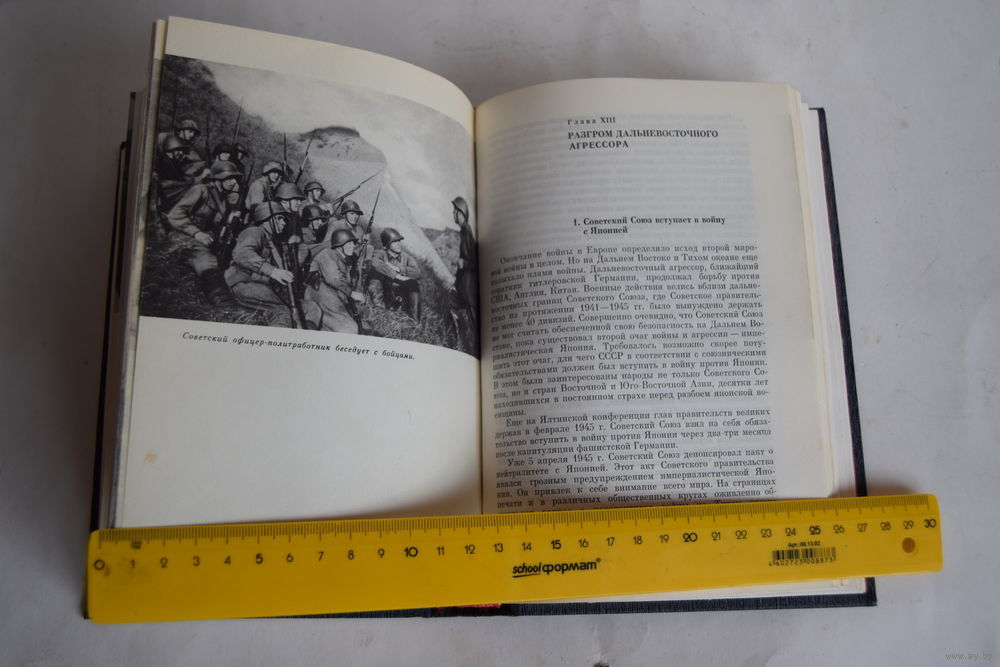 Советский офицер-политработник беседует с бойцами.
Глава XIII
РАЗГРОМ ДАЛЬНЕВОСТОЧНОГО
АГРЕССОРА
1. Советский Союз вступает в войну
с Японией
Окончание войны в Европе определило исход второй миро-
вой войны в целом. Но на Дальнем Востоке и Тихом океане еще
полыхало пламя войны. Дальневосточный агрессор, ближайший
соратник гитлеровской Германии, продолжал борьбу против
США, Англии, Китая. Военные действия велись вблизи дальне-
восточных границ Советского Союза, где Советское правитель-
ство на протяжении 1941—1945 гг. было вынуждено держать
не менее 40 дивизий. Совершенно очевидно, что Советский Союз
не мог считать обеспеченной свою безопасность на Дальнем Во-
стоке, пока существовал второй очаг войны и агрессии — импе-
риалистическая Япония. Требовалось возможно скорее поту-
шить этот очаг, для чего СССР в соответствии с союзническими
обязательствами должен был вступить в войну против Японии.
В этом были заинтересованы народы не только Советского Со-
юза, но и стран Восточной и Юго-Восточной Азии, десятки лет
находившихся в постоянном страхе перед разбоем японской во-
енщины.
Еще на Ялтинской конференции глав правительств великих
держав в феврале 1945 г. Советский Союз взял на себя обяза-
тельство вступить в войну против Японии через два-три месяца
после капитуляции фашистской Германии.
Уже 5 апреля 1945 г. Советский Союз денонсировал пакт о
нейтралитете с Японией. Этот акт Советского правительства
явился грозным предупреждением империалистической Япо-
нии. Он привлек к себе внимание всего мира. На страницах
печати и в различных общественных кругах оживленно об-
0 1 2 3 4 5 6 7 8 9 10 11 12 13 14 15 16 17 18 19 20 21 22 23 24 25 26 27 28 29 30
school формат
Арт.:08.13.02
4 602723 008873
www.ay.by